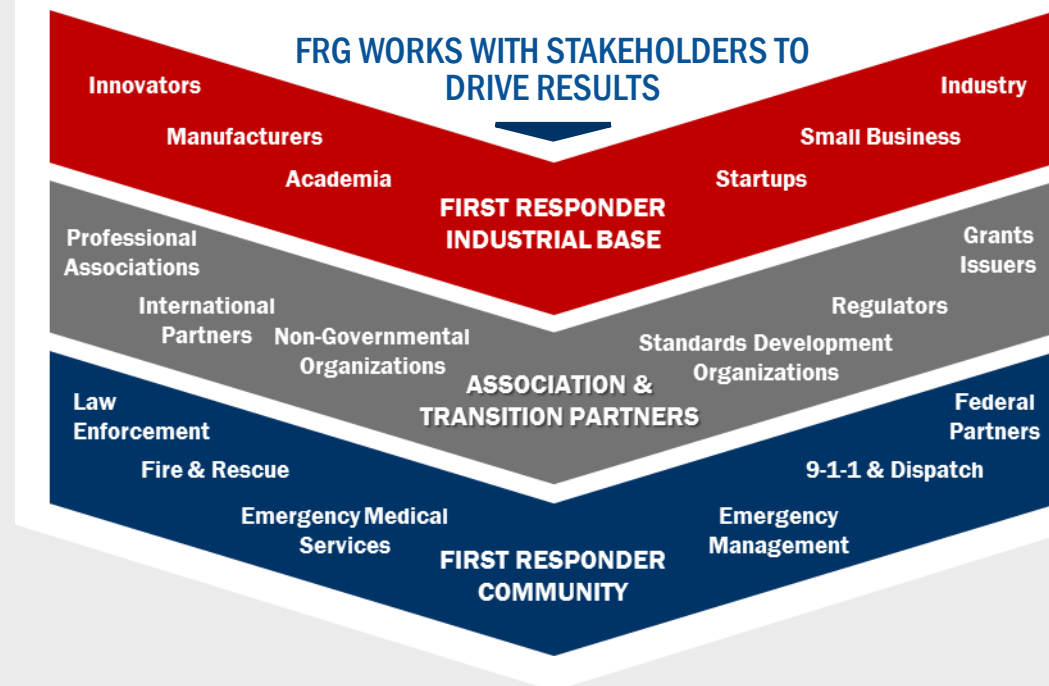 FRG WORKS WITH STAKEHOLDERS TO
DRIVE RESULTS
Innovators
Manufacturers
Academia
FIRST RESPONDER
INDUSTRIAL BASE
Startups
Small Business
Industry
Professional
Associations
International
Partners
Non-Governmental
Organizations
ASSOCIATION &
TRANSITION PARTNERS
Standards Development
Organizations
Regulators
Grants
Issuers
Law
Enforcement
Fire & Rescue
Emergency Medical
Services
FIRST RESPONDER
COMMUNITY
Emergency
Management
9-1-1 & Dispatch
Federal
Partners